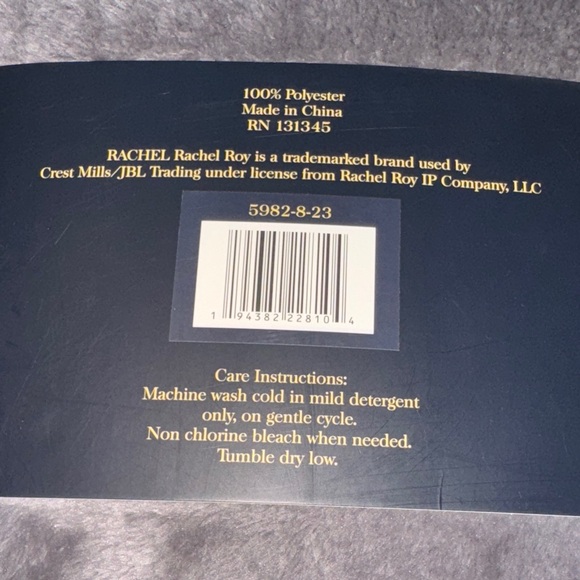 100% Polyester
Made in China
RN 131345
RACHEL Rachel Roy is a trademarked brand used by
Crest Mills/JBL Trading under license from Rachel Roy IP Company, LLC
5982-8-23
1 94382 22810 4
Care Instructions:
Machine wash cold in mild detergent
only, on gentle cycle.
Non chlorine bleach when needed.
Tumble dry low.